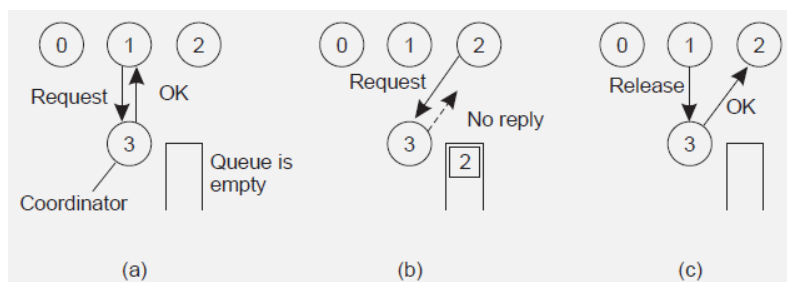 0 1 2
Request OK
3
Queue is
empty
Coordinator
(a)
0 1 2
Request
No reply
3
2
(b)
0 1 2
Release
OK
3
(c)